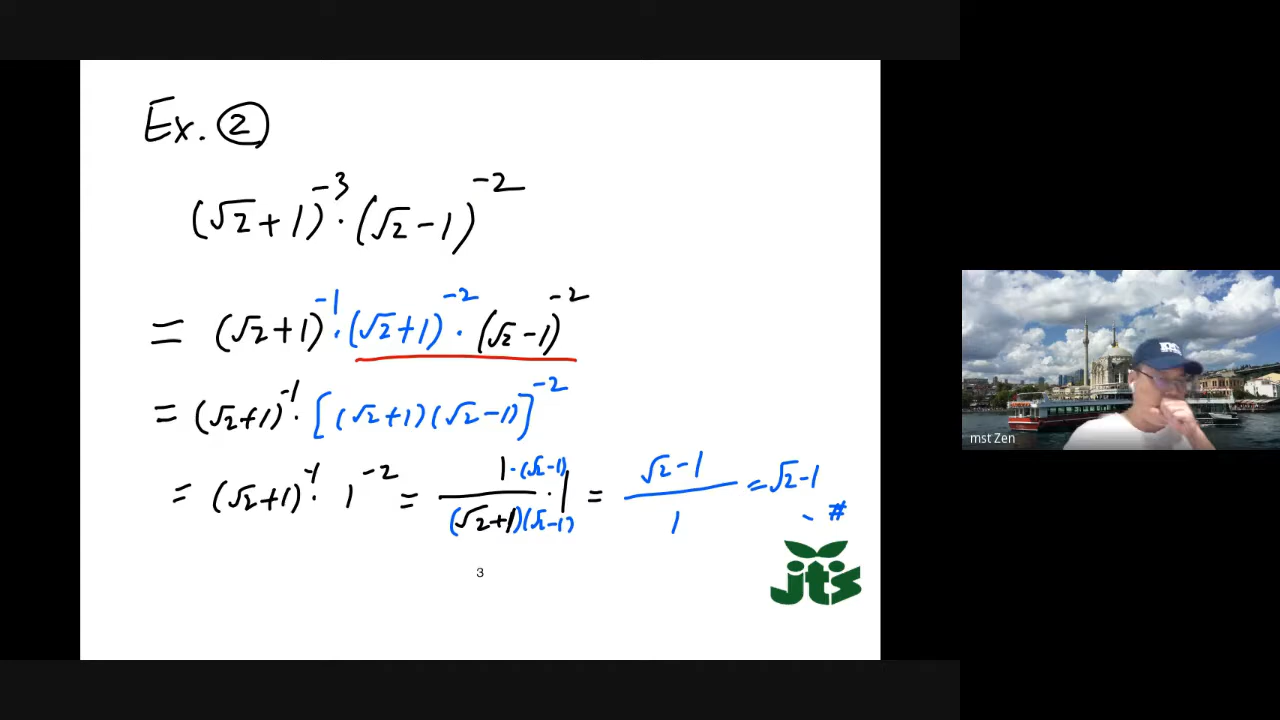 Ex. ②
(√2+1)⁻³·(√2-1)⁻²
= (√2+1)⁻¹·(√2+1)⁻²·(√2-1)⁻²
= (√2+1)⁻¹·[(√2+1)(√2-1)]⁻²
= (√2+1)⁻¹·1⁻² = 1·(√2-1)/(√2+1)(√2-1)·1 = √2-1/1 = √2-1 #
3
jts
mst Zen